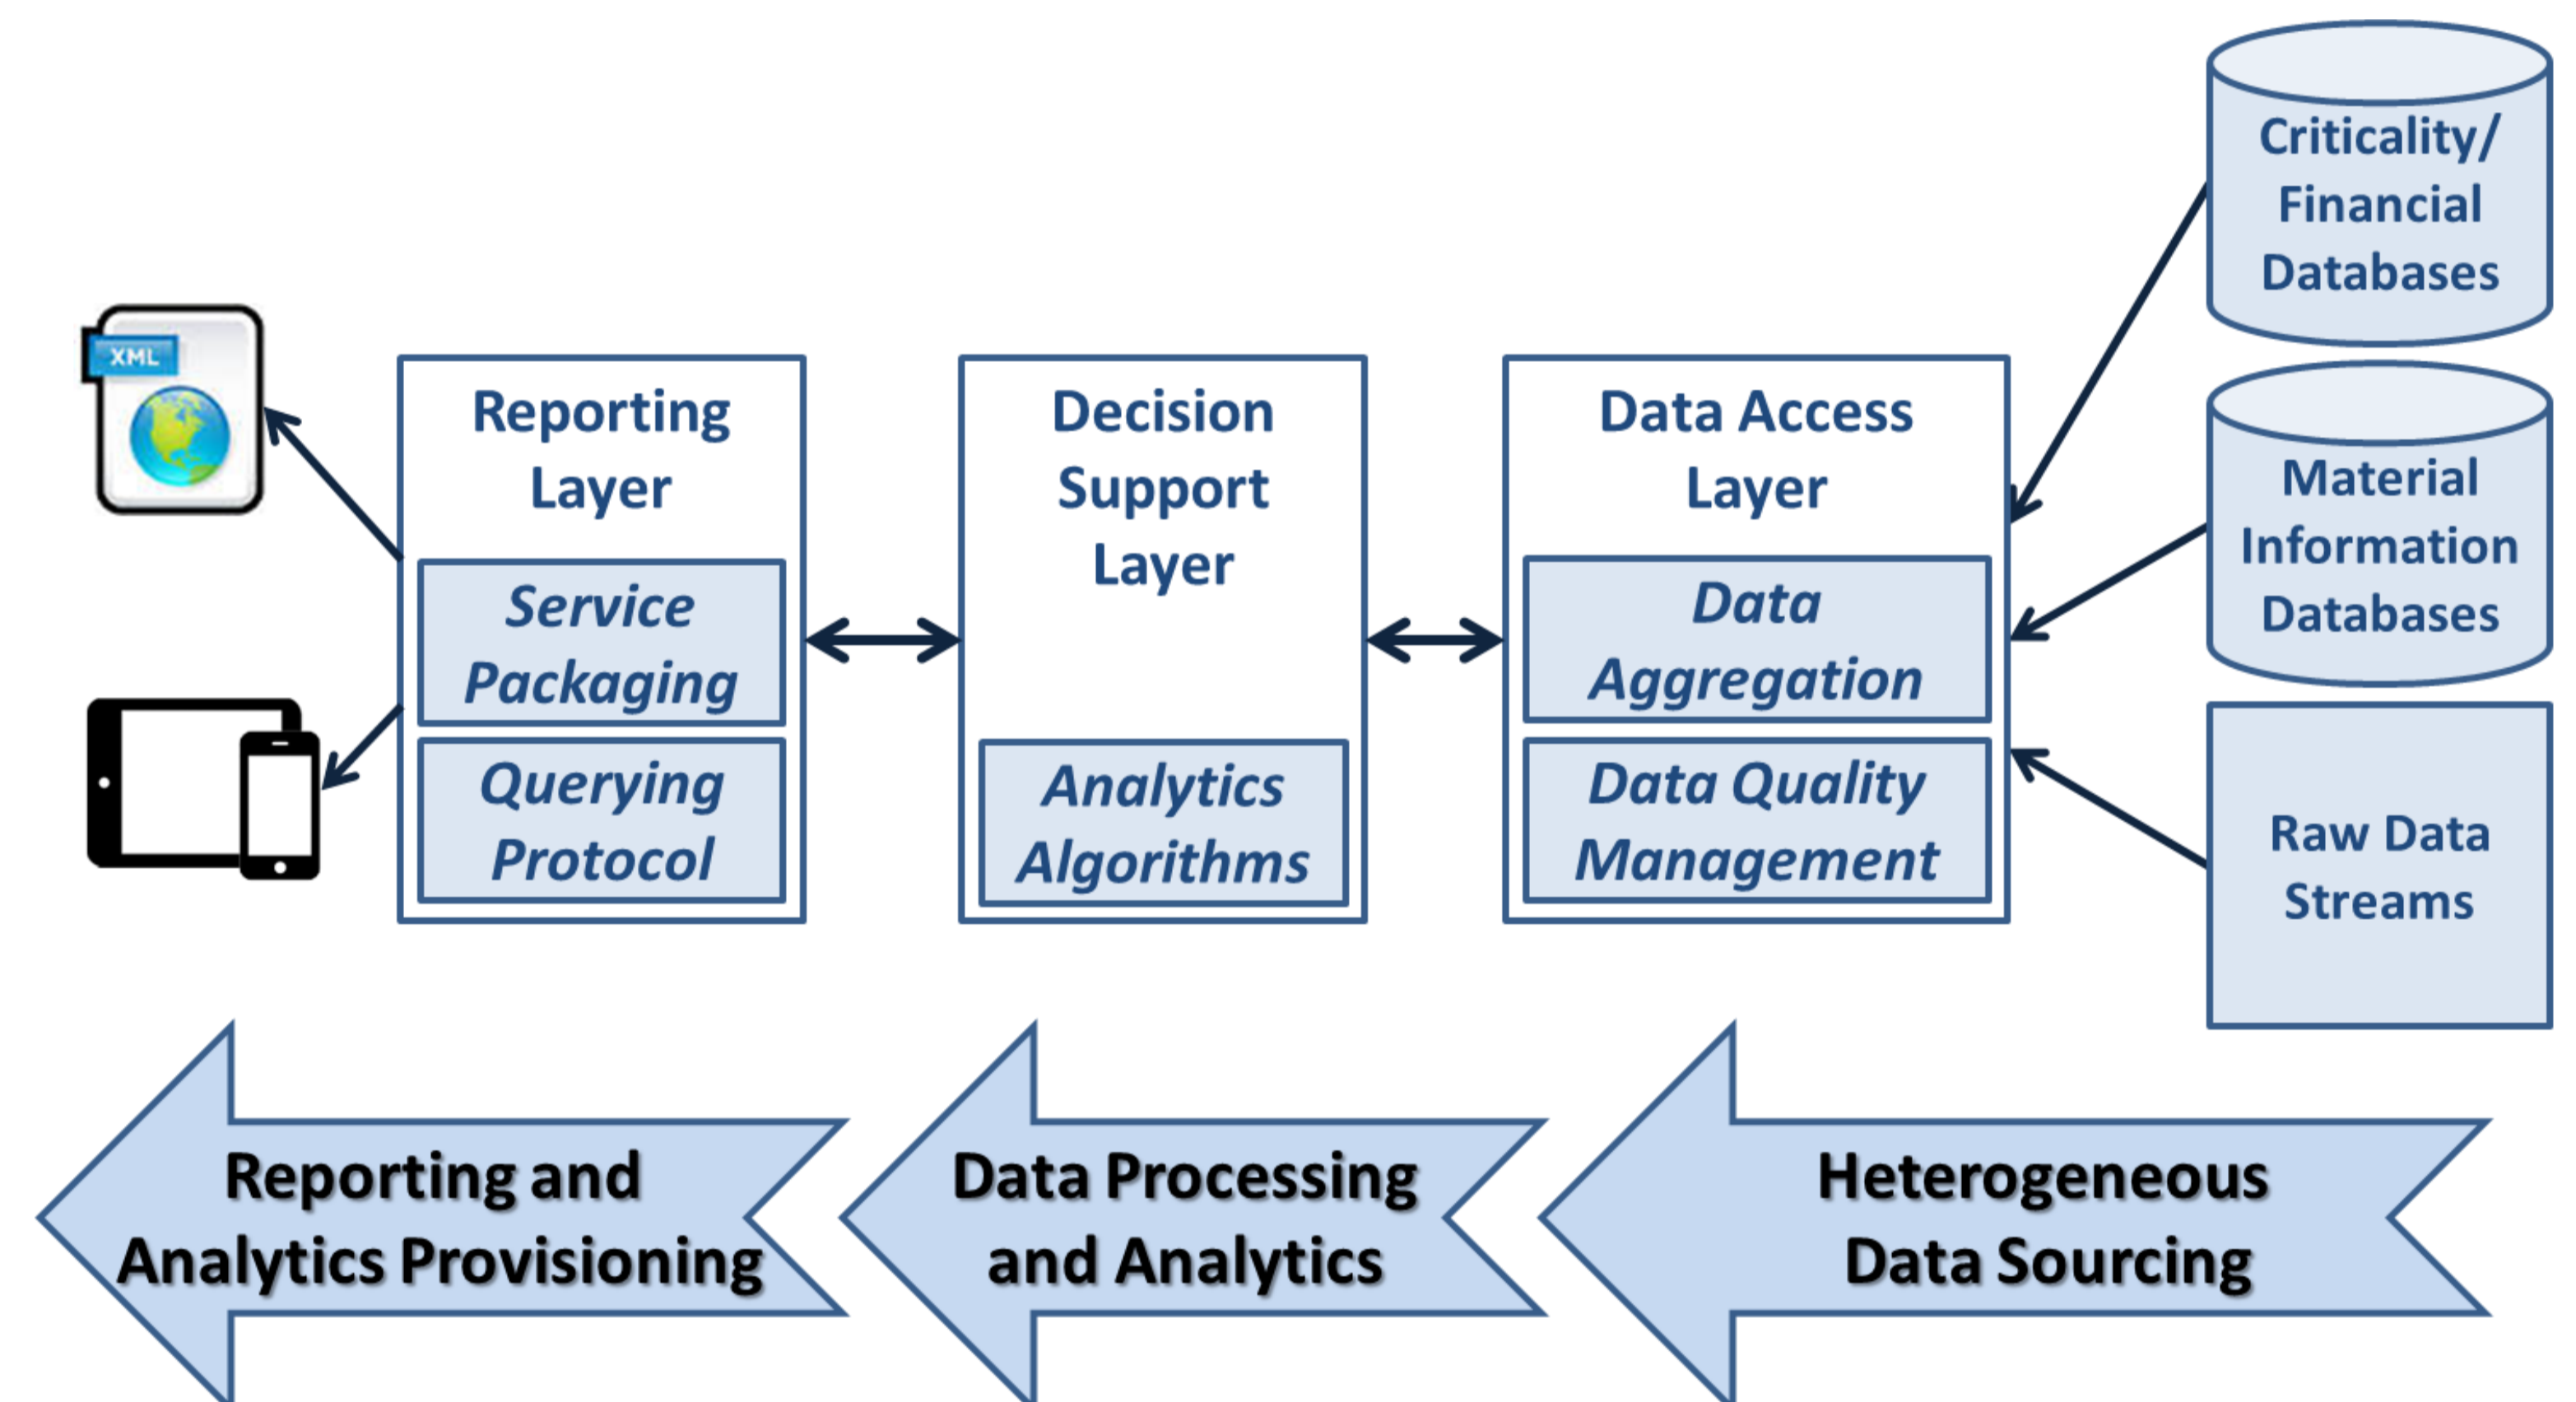 XML
Reporting
Layer
Service
Packaging
Querying
Protocol
Decision
Support
Layer
Analytics
Algorithms
Data Access
Layer
Data
Aggregation
Data Quality
Management
Criticality/
Financial
Databases
Material
Information
Databases
Raw Data
Streams
Reporting and
Analytics Provisioning
Data Processing
and Analytics
Heterogeneous
Data Sourcing